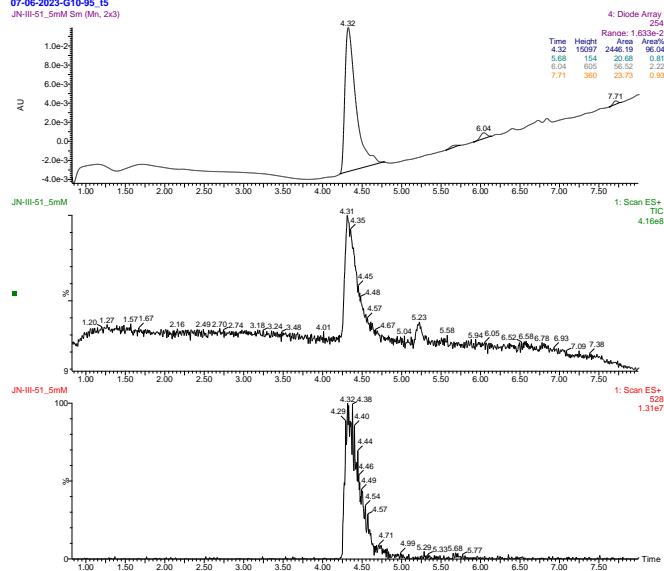 07-06-2023-G10-95_t5
JN-III-51_5mM Sm (Mn, 2x3)
4: Diode Array
254
Range: 1.633e-2
Time Height Area Area%
4.32 15097 2446.19 96.04
5.68 154 20.68 0.81
6.04 605 56.52 2.22
7.71 360 23.73 0.93
4.32
6.04
7.71
AU
1.0e-2
8.0e-3
6.0e-3
4.0e-3
2.0e-3
0.0
-2.0e-3
-4.0e-3
1.00 1.50 2.00 2.50 3.00 3.50 4.00 4.50 5.00 5.50 6.00 6.50 7.00 7.50
JN-III-51_5mM
1: Scan ES+
TIC
4.16e8
4.31
4.35
4.45
4.48
4.57
4.67
1.20 1.27 1.57 1.67 2.16 2.49 2.70 2.74 3.18 3.24 3.48 4.01 5.04 5.23 5.58 5.94 6.05 6.52 6.58 6.78 6.93 7.09 7.38
%
9
1.00 1.50 2.00 2.50 3.00 3.50 4.00 4.50 5.00 5.50 6.00 6.50 7.00 7.50
JN-III-51_5mM
1: Scan ES+
528
1.31e7
100
%
0
4.32 4.38
4.29
4.40
4.44
4.46
4.49
4.54
4.57
4.71
4.99 5.29 5.33 5.68 5.77
Time
1.00 1.50 2.00 2.50 3.00 3.50 4.00 4.50 5.00 5.50 6.00 6.50 7.00 7.50